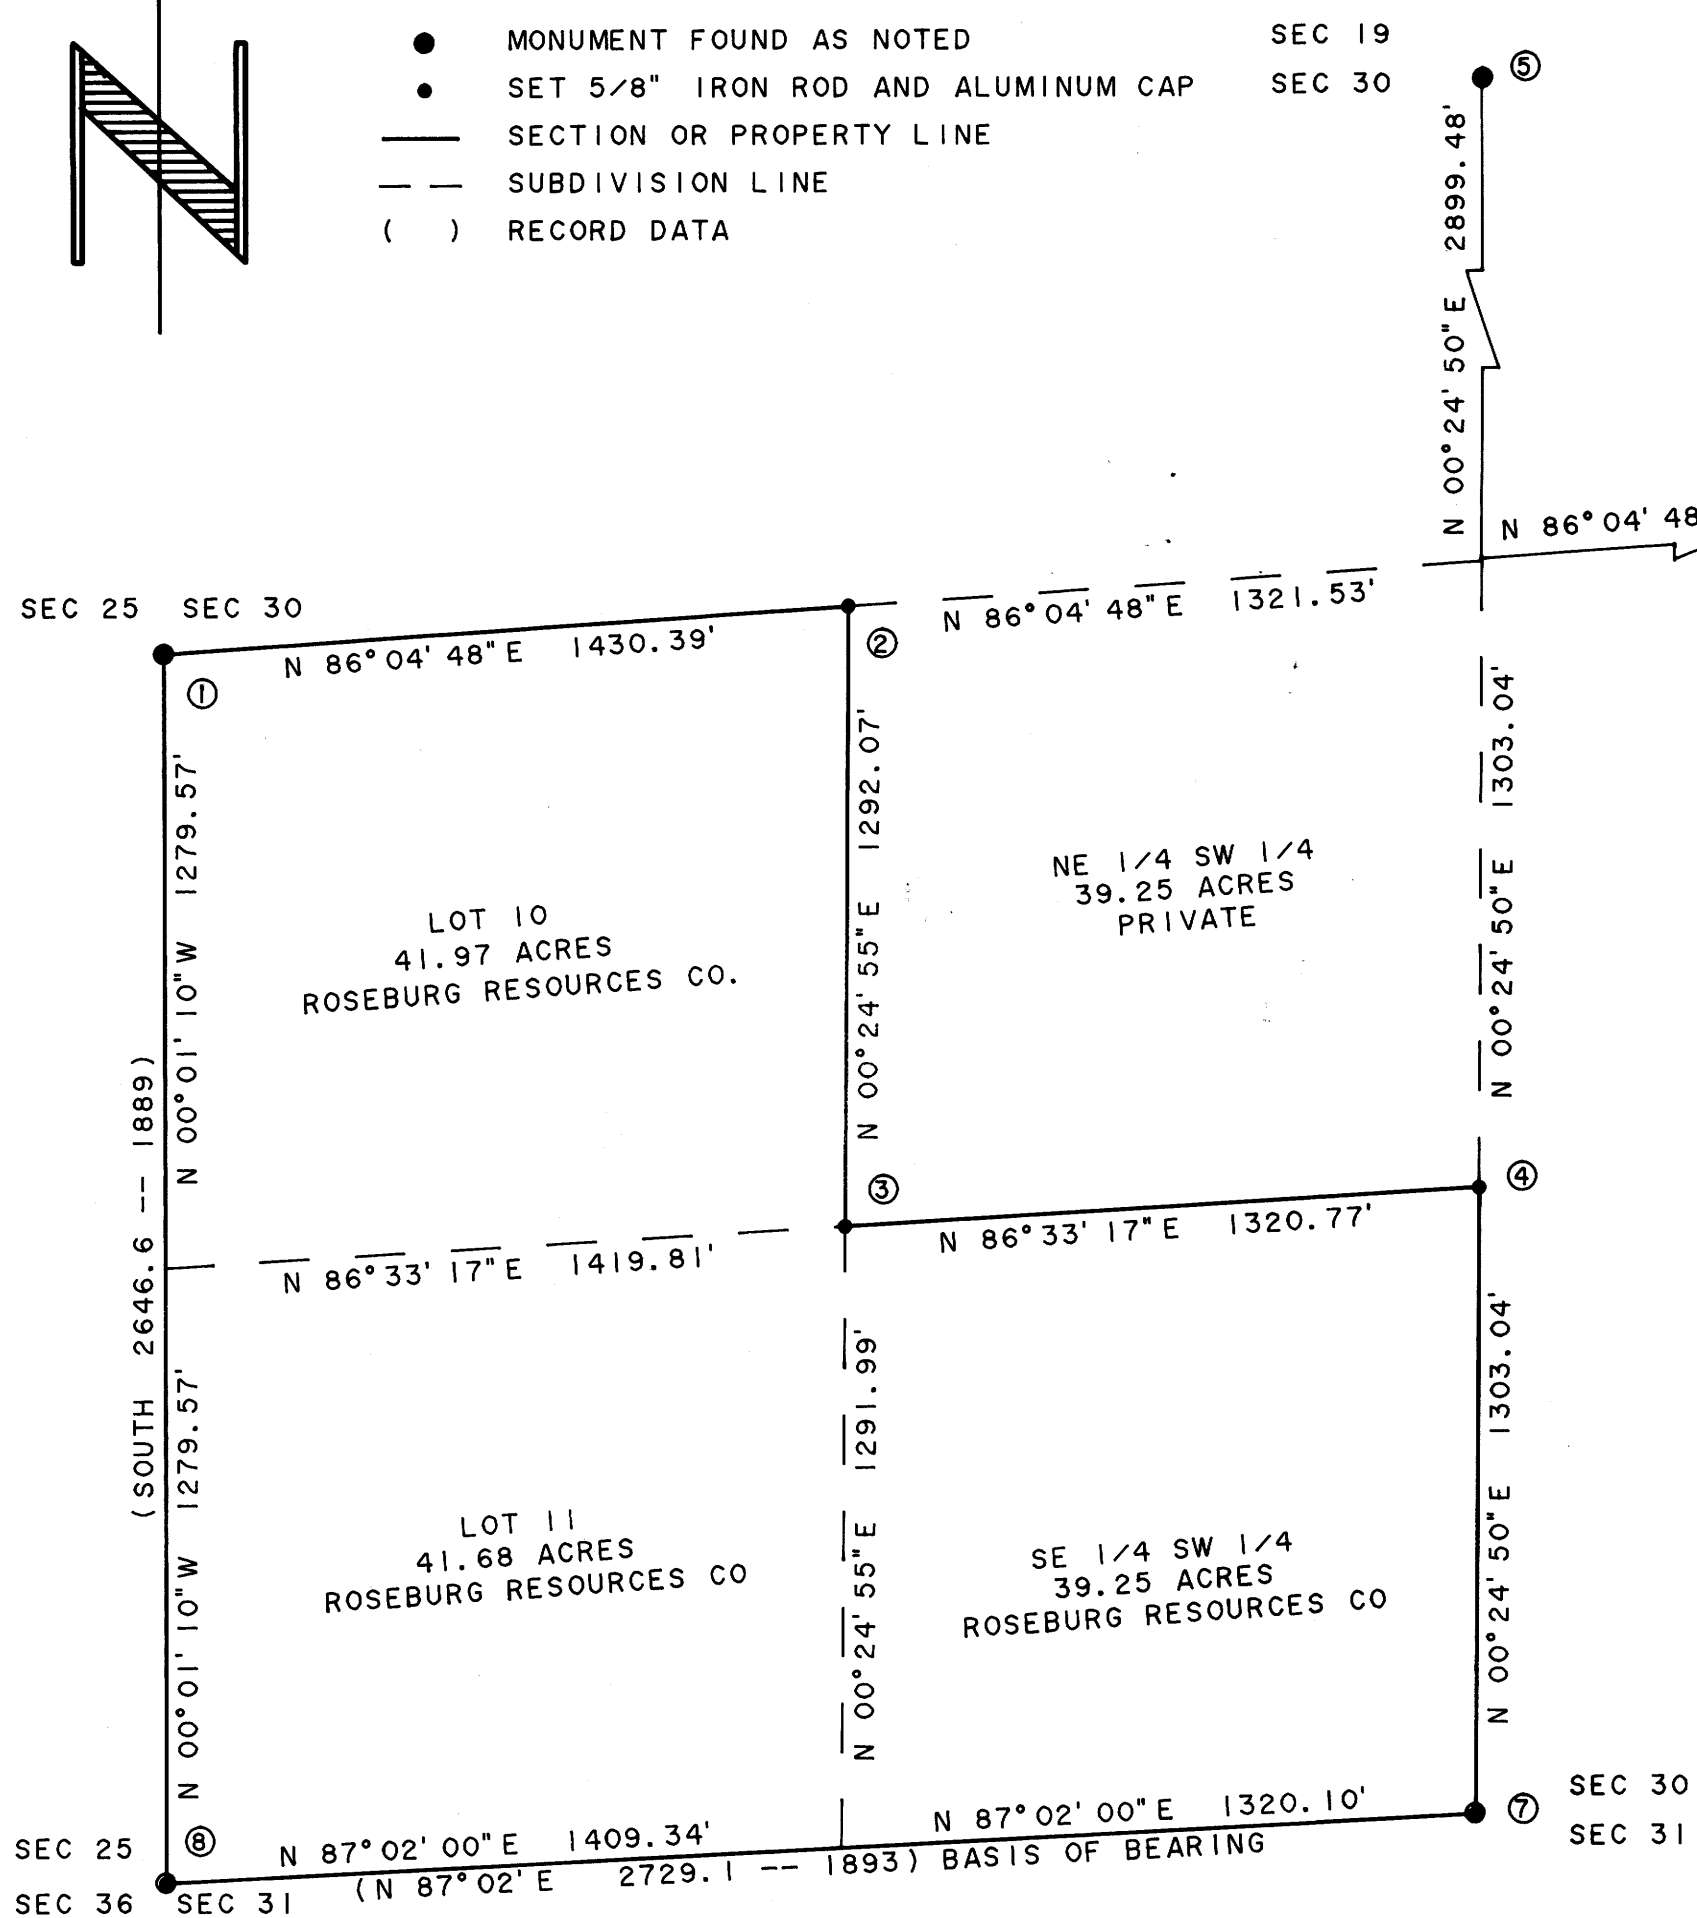 MONUMENT FOUND AS NOTED
SET 5/8" IRON ROD AND ALUMINUM CAP
SECTION OR PROPERTY LINE
SUBDIVISION LINE
( ) RECORD DATA
SEC 19
SEC 30
5
N 00°24'50"E 2899.48'
N 86°04'48
SEC 25 SEC 30
N 86°04'48"E 1430.39'
N 86°04'48"E 1321.53'
1
2
N 00°01'10"W 1279.57'
N 00°24'55"E 1292.07'
N 00°24'50"E 1303.04'
LOT 10
41.97 ACRES
ROSEBURG RESOURCES CO.
NE 1/4 SW 1/4
39.25 ACRES
PRIVATE
(SOUTH 2646.6 -- 1889)
3
4
N 86°33'17"E 1419.81'
N 86°33'17"E 1320.77'
N 00°01'10"W 1279.57'
N 00°24'55"E 1291.99'
N 00°24'50"E 1303.04'
LOT 11
41.68 ACRES
ROSEBURG RESOURCES CO
SE 1/4 SW 1/4
39.25 ACRES
ROSEBURG RESOURCES CO
SEC 30
7
SEC 31
N 87°02'00"E 1320.10'
SEC 25
8
N 87°02'00"E 1409.34'
(N 87°02'E 2729.1 -- 1893) BASIS OF BEARING
SEC 36 SEC 31